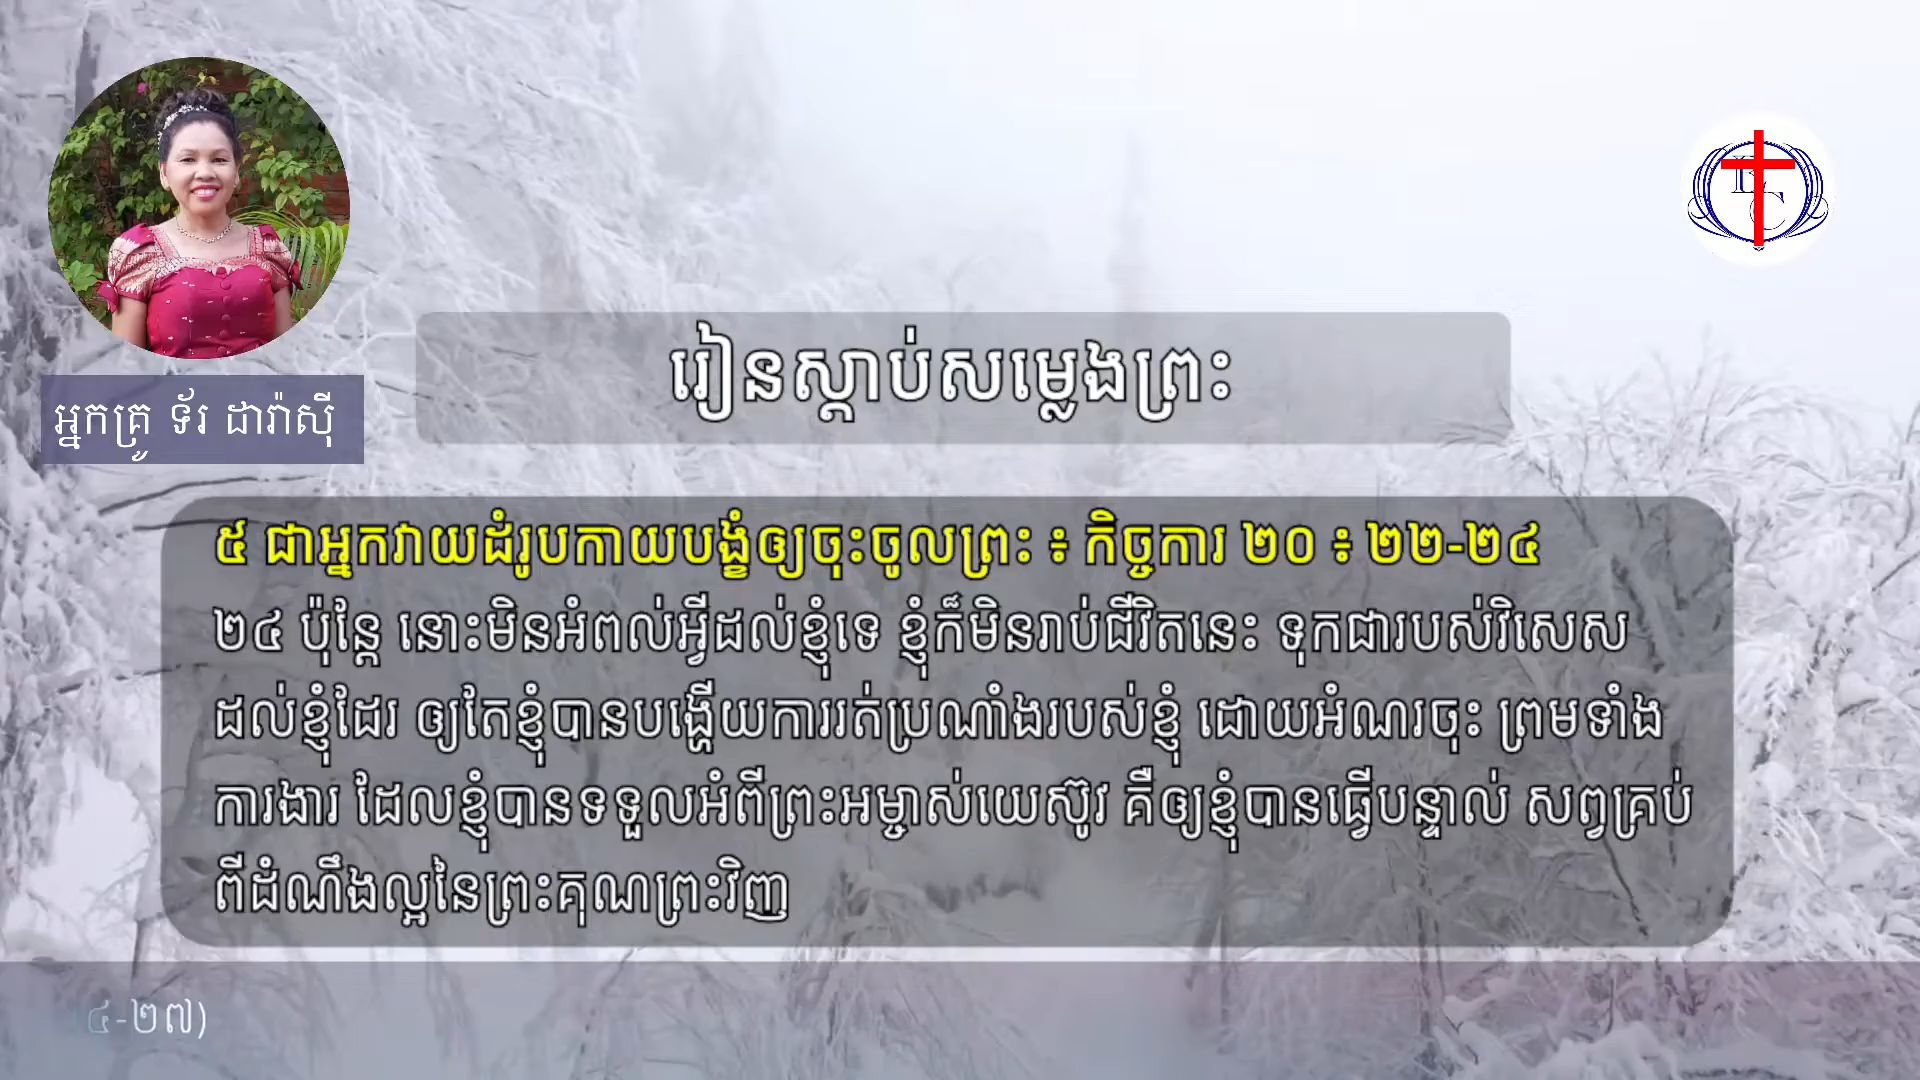 អ្នកគ្រូ ទ័រ ដារ៉ាស៊ី
រៀនស្តាប់សម្លេងព្រះ
៥ ជាអ្នកវាយដំរូបកាយបង្ខំឲ្យចុះចូលព្រះ ៖ កិច្ចការ ២០ ៖ ២២-២៤
២៤ ប៉ុន្តែ នោះមិនអំពល់អ្វីដល់ខ្ញុំទេ ខ្ញុំក៏មិនរាប់ជីវិតនេះ ទុកជារបស់វិសេស
ដល់ខ្ញុំដែរ ឲ្យតែខ្ញុំបានបង្ហើយការរត់ប្រណាំងរបស់ខ្ញុំ ដោយអំណរចុះ ព្រមទាំង
ការងារ ដែលខ្ញុំបានទទួលអំពីព្រះអម្ចាស់យេស៊ូវ គឺឲ្យខ្ញុំបានធ្វើបន្ទាល់ សព្វគ្រប់
ពីដំណឹងល្អនៃព្រះគុណព្រះវិញ
៤-២៧)